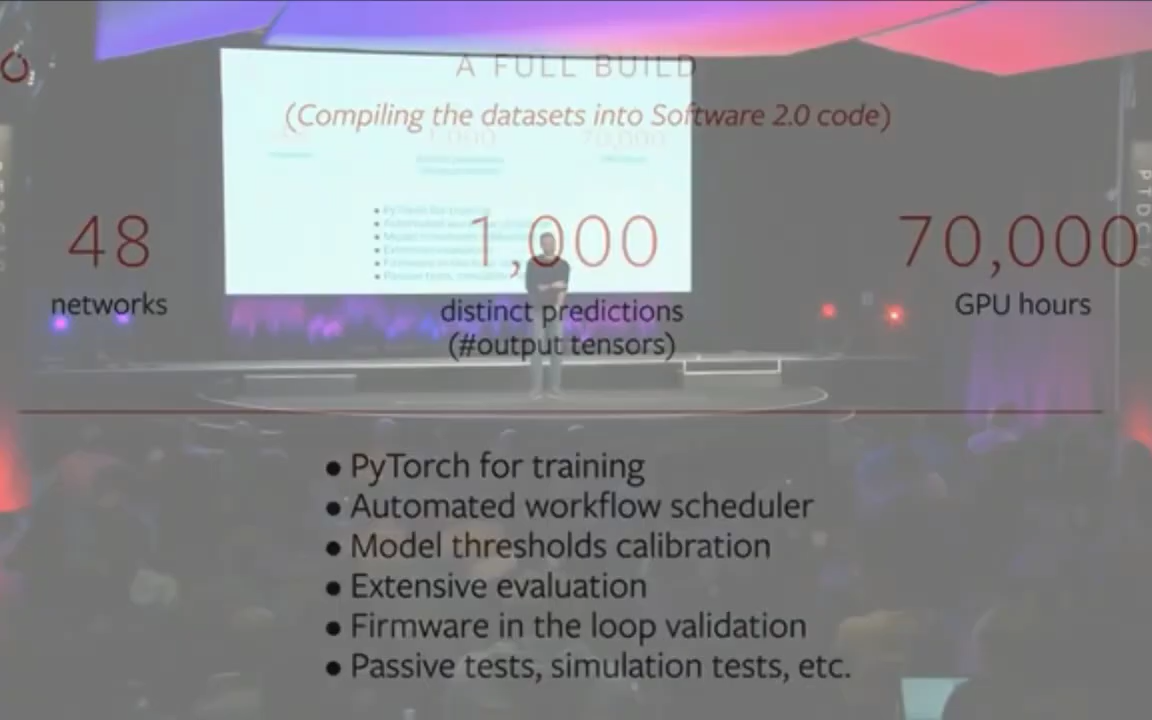 A FULL BUILD
(Compiling the datasets into Software 2.0 code)
48
networks
1,000
distinct predictions
(#output tensors)
70,000
GPU hours
● PyTorch for training
● Automated workflow scheduler
● Model thresholds calibration
● Extensive evaluation
● Firmware in the loop validation
● Passive tests, simulation tests, etc.